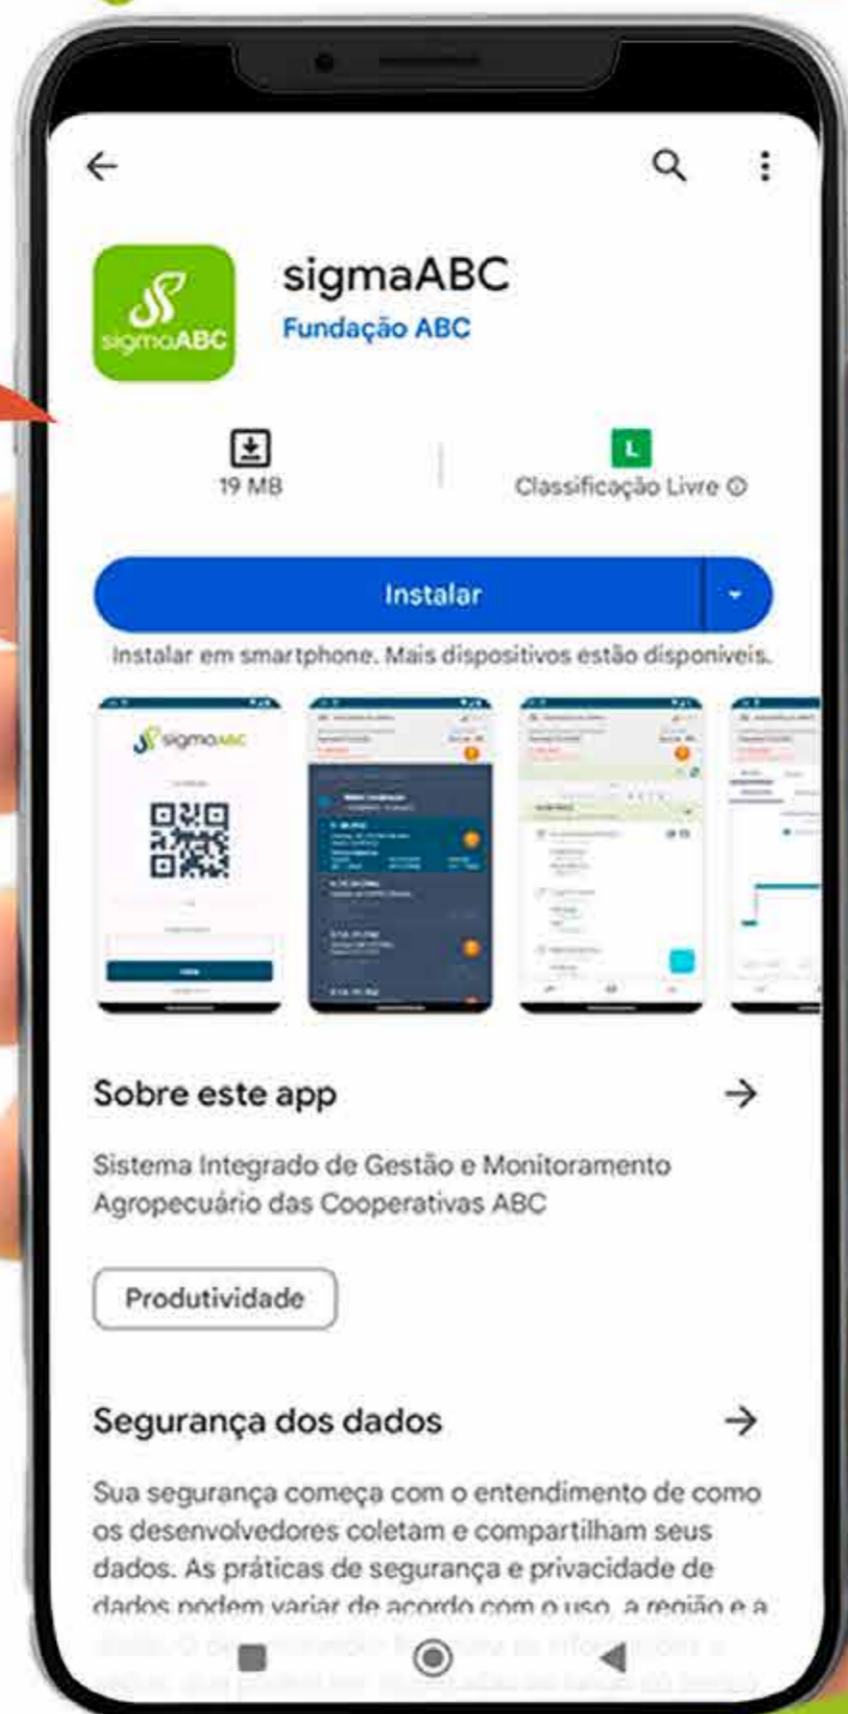 sigmaABC
Fundação ABC
sigmaABC
19 MB
L
Classificação Livre
Instalar
Instalar em smartphone. Mais dispositivos estão disponíveis.
sigmaABC
Sobre este app
Sistema Integrado de Gestão e Monitoramento
Agropecuário das Cooperativas ABC
Produtividade
Segurança dos dados
Sua segurança começa com o entendimento de como
os desenvolvedores coletam e compartilham seus
dados. As práticas de segurança e privacidade de
dados podem variar de acordo com o uso, a região e a